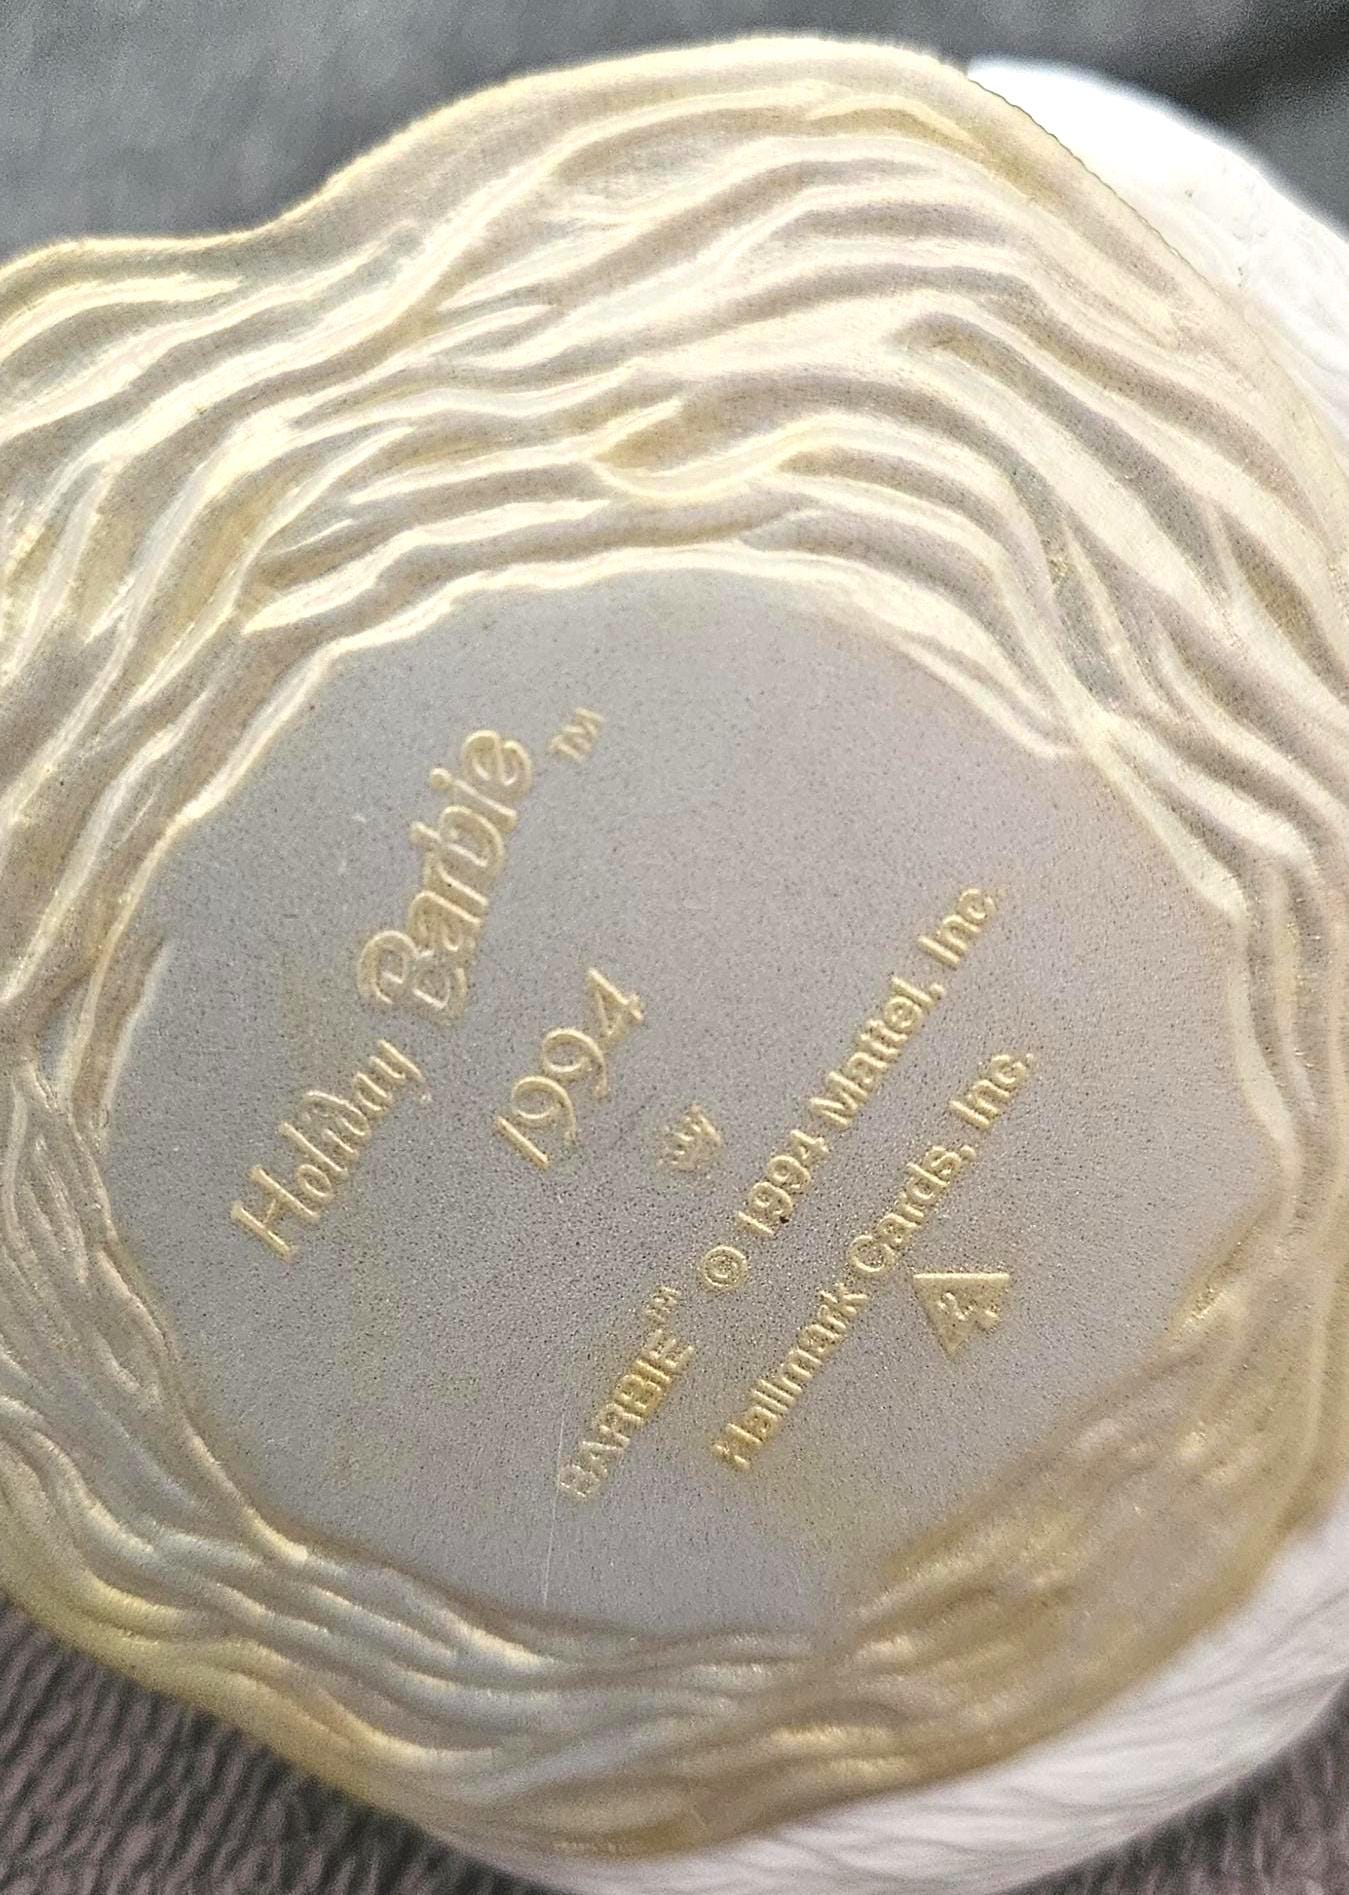 Holiday Barbie™
1994
BARBIE™ © 1994 Mattel, Inc.
Hallmark Cards, Inc.